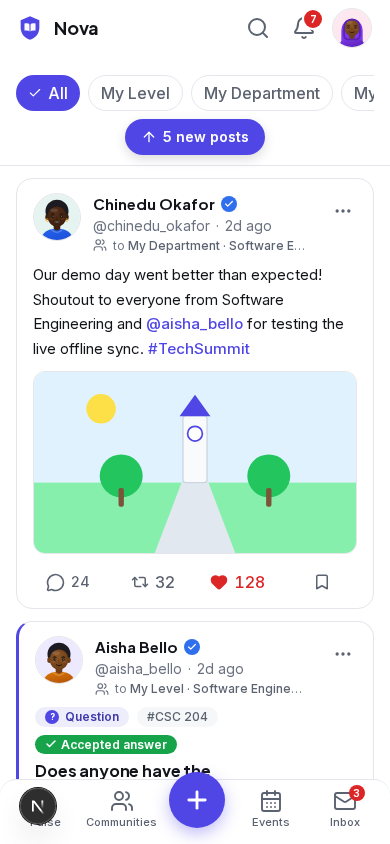 Nova
7
All
My Level
My Department
My
5 new posts
Chinedu Okafor
@chinedu_okafor · 2d ago
to My Department · Software E…
Our demo day went better than expected!
Shoutout to everyone from Software
Engineering and @aisha_bello for testing the
live offline sync. #TechSummit
24
32
128
Aisha Bello
@aisha_bello · 2d ago
to My Level · Software Engine…
? Question
#CSC 204
Accepted answer
Does anyone have the
N
Communities
Events
3
Inbox